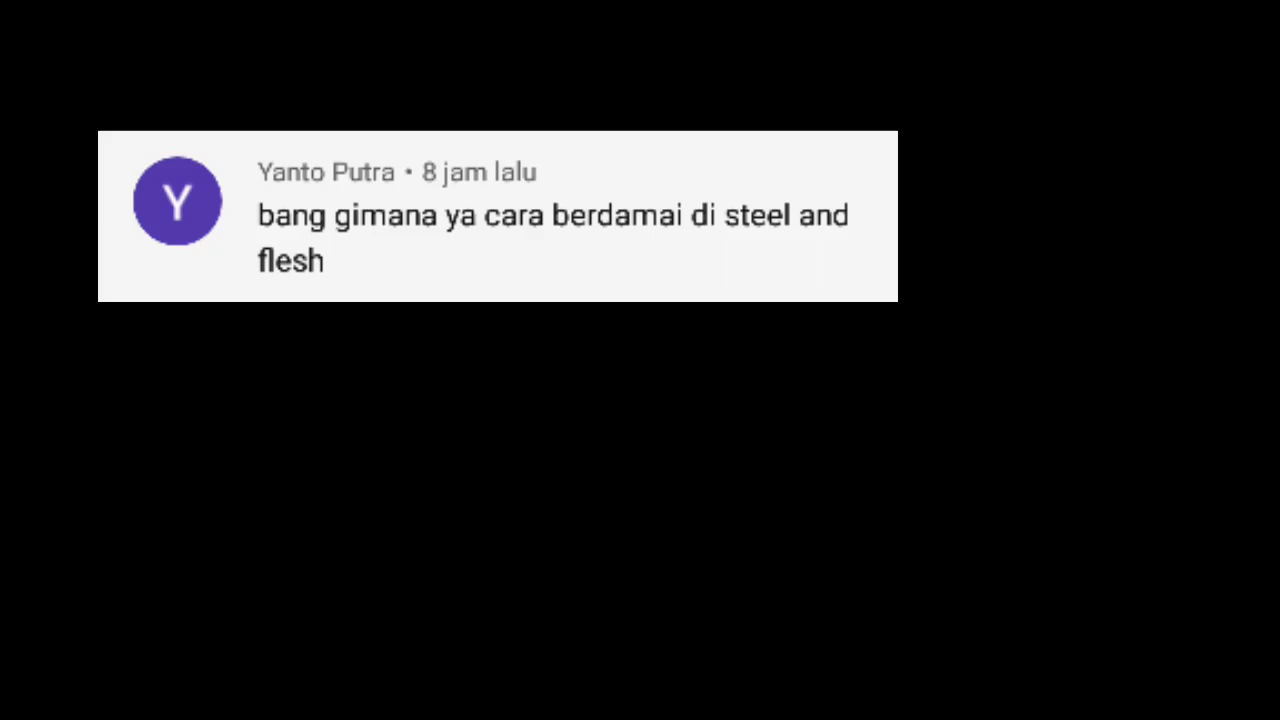 Y
Yanto Putra • 8 jam lalu
bang gimana ya cara berdamai di steel and
flesh